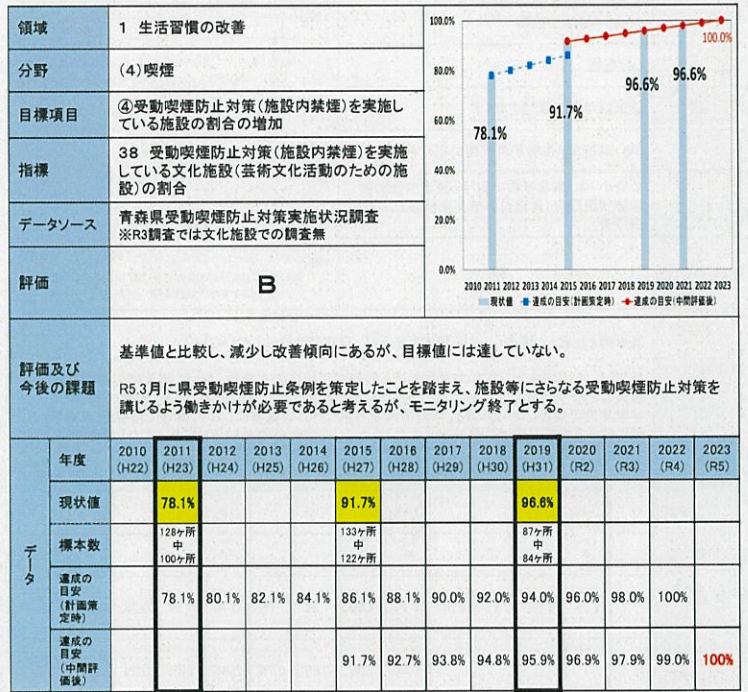 領域
1 生活習慣の改善
分野
(4)喫煙
目標項目
④受動喫煙防止対策(施設内禁煙)を実施し
ている施設の割合の増加
指標
38 受動喫煙防止対策(施設内禁煙)を実施
している文化施設(芸術文化活動のための施
設)の割合
データソース
青森県受動喫煙防止対策実施状況調査
※R3調査では文化施設での調査無
評価
B
100.0%
80.0%
60.0%
40.0%
20.0%
0.0%
78.1%
91.7%
96.6%
96.6%
100.0%
2010 2011 2012 2013 2014 2015 2016 2017 2018 2019 2020 2021 2022 2023
現状値 達成の目安(計画策定時) 達成の目安(中間評価後)
評価及び
今後の課題
基準値と比較し、減少し改善傾向にあるが、目標値には達していない。
R5.3月に県受動喫煙防止条例を策定したことを踏まえ、施設等にさらなる受動喫煙防止対策を
講じるよう働きかけが必要であると考えるが、モニタリング終了とする。
データ
年度 2010 2011 2012 2013 2014 2015 2016 2017 2018 2019 2020 2021 2022 2023
(H22) (H23) (H24) (H25) (H26) (H27) (H28) (H29) (H30) (H31) (R2) (R3) (R4) (R5)
現状値 78.1% 91.7% 96.6%
標本数
128ヶ所 133ヶ所 87ヶ所
中 中 中
100ヶ所 122ヶ所 84ヶ所
達成の
目安
(計画策
定時)
78.1% 80.1% 82.1% 84.1% 86.1% 88.1% 90.0% 92.0% 94.0% 96.0% 98.0% 100%
達成の
目安
(中間評
価後)
91.7% 92.7% 93.8% 94.8% 95.9% 96.9% 97.9% 99.0% 100%